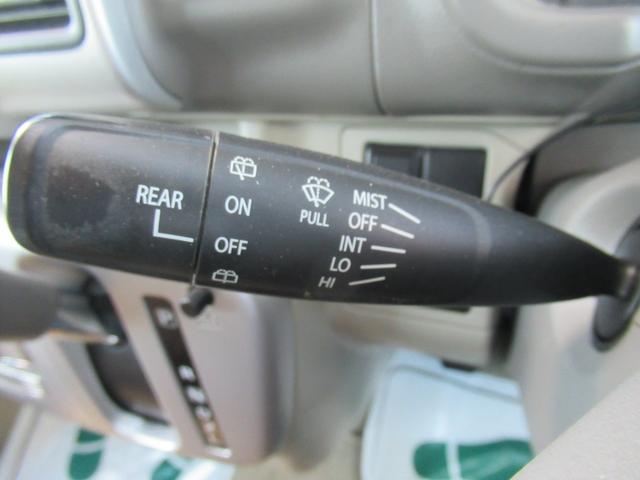 REAR
ON
OFF
PULL
MIST
OFF
INT
LO
HI